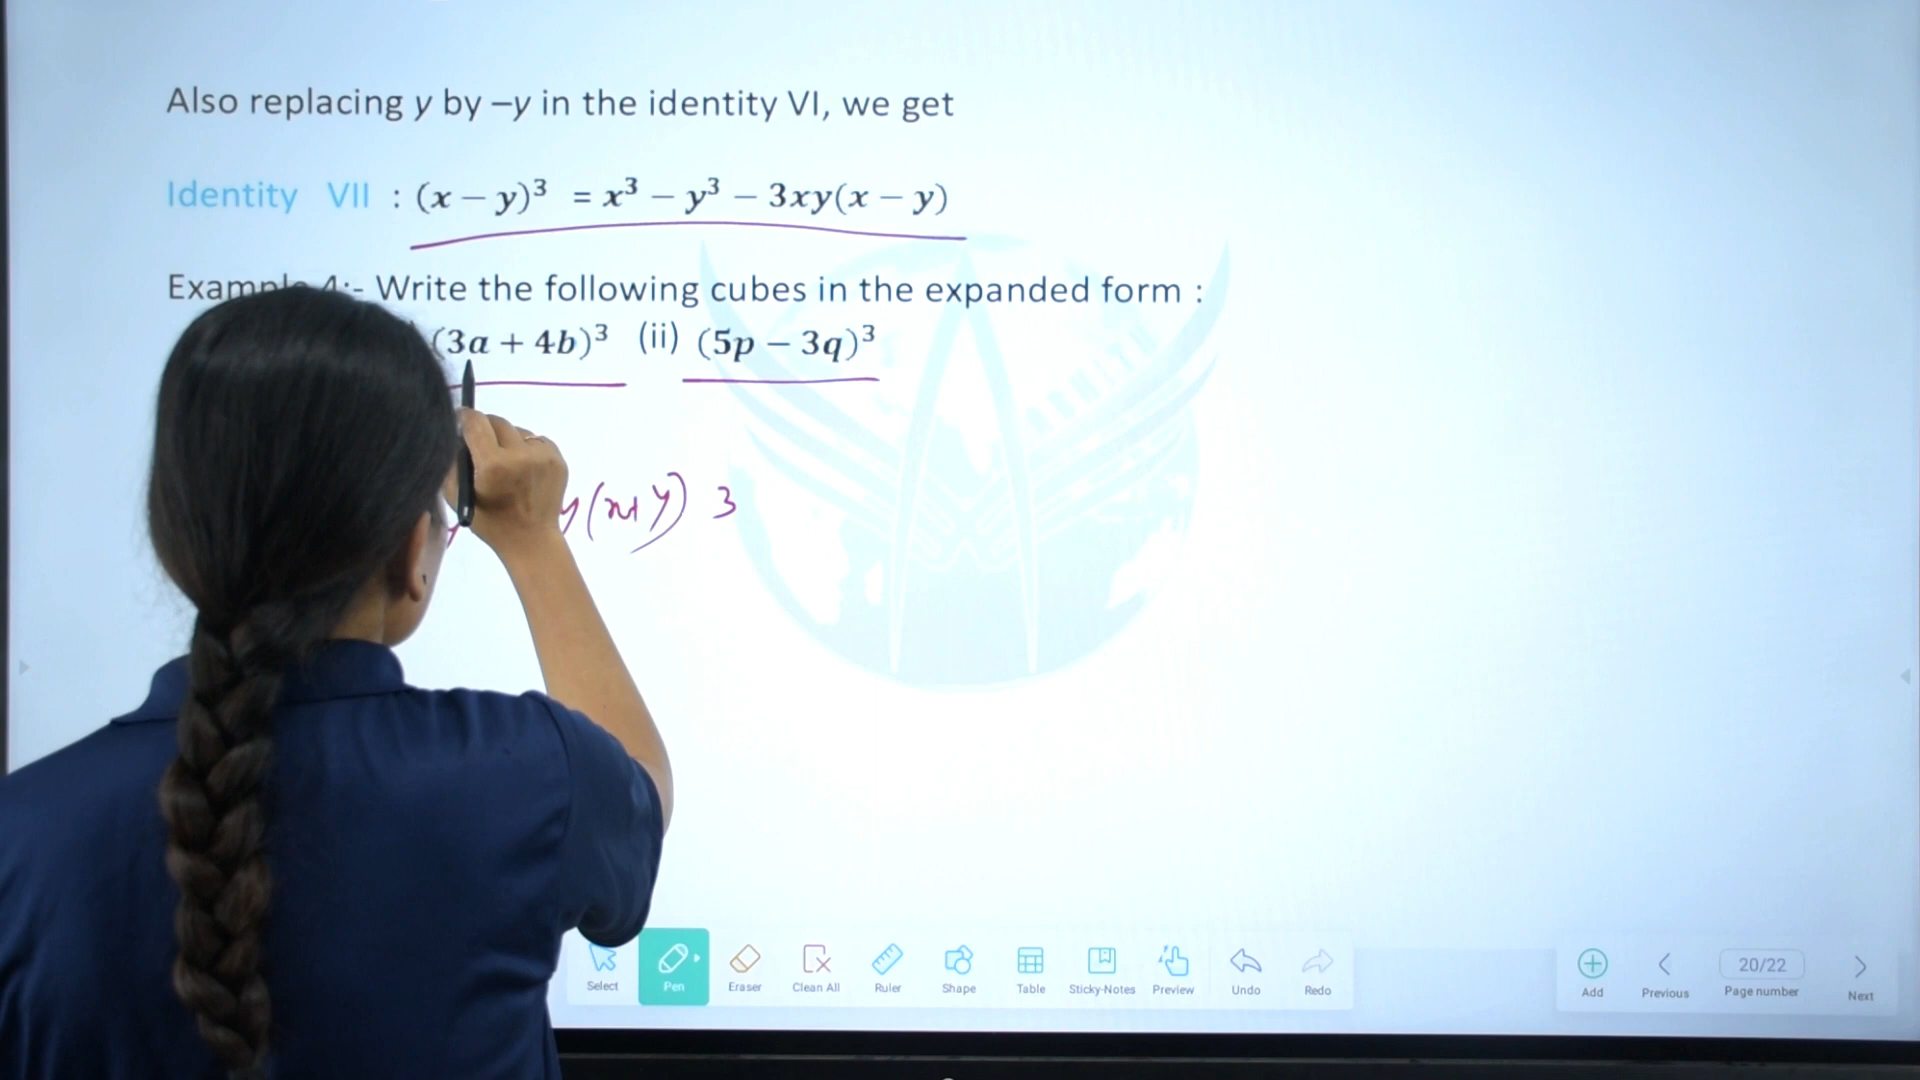 Also replacing y by –y in the identity VI, we get
Identity VII : (x − y)³ = x³ − y³ − 3xy(x − y)
Example 4:- Write the following cubes in the expanded form :
(3a + 4b)³ (ii) (5p − 3q)³
y(x+y) 3
Select Pen Eraser Clean All Ruler Shape Table Sticky-Notes Preview Undo Redo
Add Previous 20/22 Page number Next